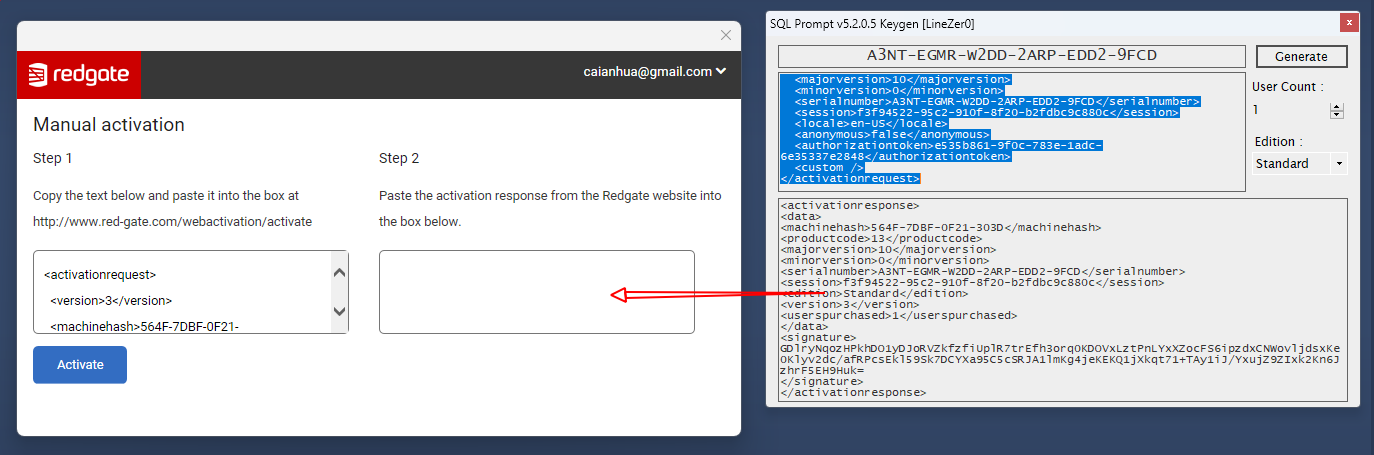 redgate
caianhua@gmail.com
Manual activation
Step 1
Copy the text below and paste it into the box at
http://www.red-gate.com/webactivation/activate
<activationrequest>
<version>3</version>
<machinehash>564F-7DBF-0F21-
Activate
Step 2
Paste the activation response from the Redgate website into
the box below.
SQL Prompt v5.2.0.5 Keygen [LineZer0]
A3NT-EGMR-W2DD-2ARP-EDD2-9FCD
Generate
<majorversion>10</majorversion>
<minorversion>0</minorversion>
<serialnumber>A3NT-EGMR-W2DD-2ARP-EDD2-9FCD</serialnumber>
<session>f3f94522-95c2-910f-8f20-b2fdbc9c880c</session>
<locale>en-US</locale>
<anonymous>false</anonymous>
<authorizationtoken>e535b861-9f0c-783e-1adc-
6e35337e2848</authorizationtoken>
<custom />
</activationrequest>
User Count :
1
Edition :
Standard
<activationresponse>
<data>
<machinehash>564F-7DBF-0F21-303D</machinehash>
<productcode>13</productcode>
<majorversion>10</majorversion>
<minorversion>0</minorversion>
<serialnumber>A3NT-EGMR-W2DD-2ARP-EDD2-9FCD</serialnumber>
<session>f3f94522-95c2-910f-8f20-b2fdbc9c880c</session>
<edition>Standard</edition>
<version>3</version>
<userspurchased>1</userspurchased>
</data>
<signature>
</signature>
</activationresponse>